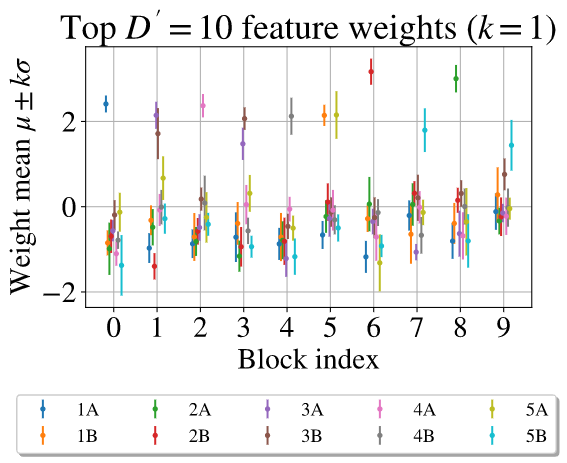 Top D′ = 10 feature weights (k = 1)
Weight mean μ ± kσ
2
0
−2
0 1 2 3 4 5 6 7 8 9
Block index
1A 2A 3A 4A 5A
1B 2B 3B 4B 5B